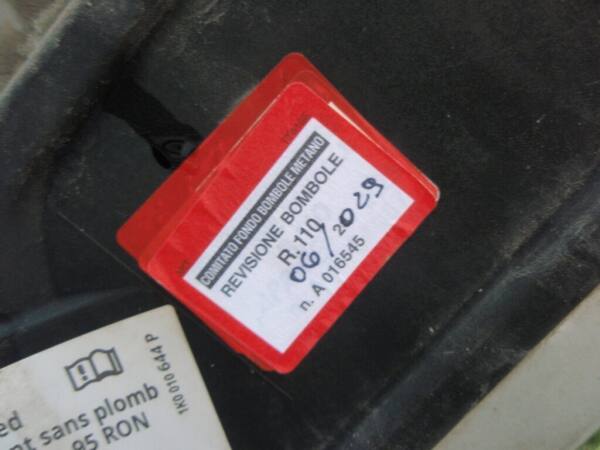 COMITATO FONDO BOMBOLE METANO
REVISIONE BOMBOLE
R.110
06/2029
n. A 016545
ed
nt sans plomb
95 RON
1K0 010 644 P